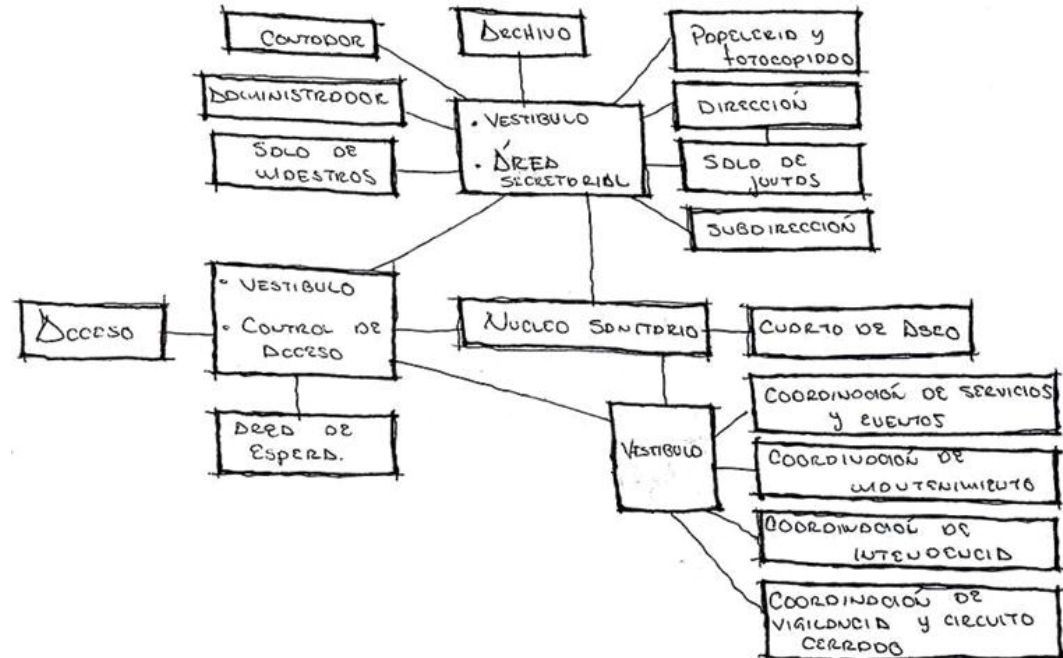 CONTADOR
ARCHIVO
PAPELERIA Y
FOTOCOPIADO
ADMINISTRADOR
• VESTIBULO
• ÁREA
SECRETARIAL
DIRECCIÓN
SALA DE
MAESTROS
SALA DE
JUNTAS
SUBDIRECCIÓN
ACCESO
• VESTIBULO
• CONTROL DE
ACCESO
NUCLEO SANITARIO
CUARTO DE ASEO
AREA DE
ESPERA.
VESTIBULO
COORDINACIÓN DE SERVICIOS
Y EVENTOS
COORDINACIÓN DE
MANTENIMIENTO
COORDINACIÓN DE
INTENDENCIA
COORDINACIÓN DE
VIGILANCIA Y CIRCUITO
CERRADO